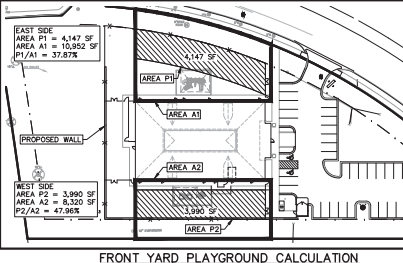 EAST SIDE
AREA P1 = 4,147 SF
AREA A1 = 10,952 SF
P1/A1 = 37.87%
4,147 SF
AREA P1
AREA A1
PROPOSED WALL
AREA A2
WEST SIDE
AREA P2 = 3,990 SF
AREA A2 = 8,320 SF
P2/A2 = 47.96%
3,990 SF
AREA P2
FRONT YARD PLAYGROUND CALCULATION